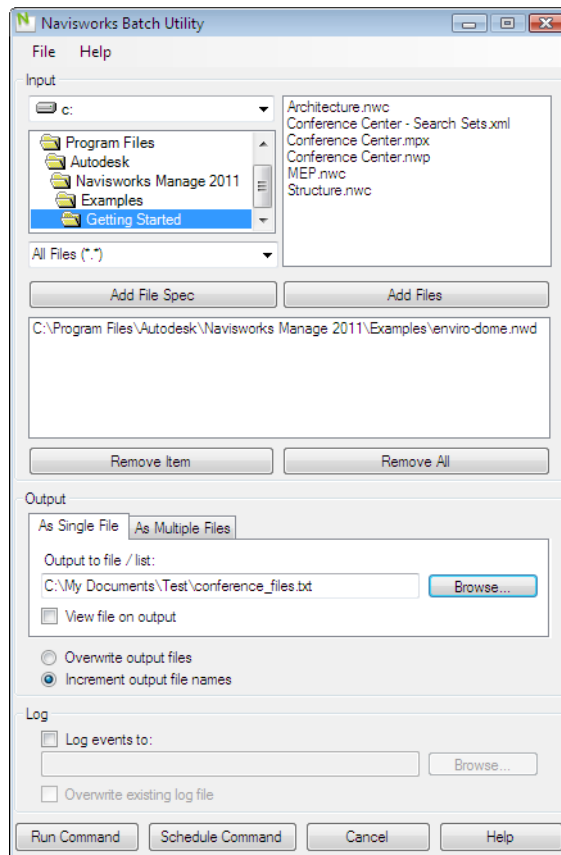 Navisworks Batch Utility
File Help
Input
c:
Program Files
Autodesk
Navisworks Manage 2011
Examples
Getting Started
All Files (*.*)
Architecture.nwc
Conference Center - Search Sets.xml
Conference Center.mpx
Conference Center.nwp
MEP.nwc
Structure.nwc
Add File Spec
Add Files
C:\Program Files\Autodesk\Navisworks Manage 2011\Examples\enviro-dome.nwd
Remove Item
Remove All
Output
As Single File
As Multiple Files
Output to file / list:
C:\My Documents\Test\conference_files.txt
Browse...
View file on output
Overwrite output files
Increment output file names
Log
Log events to:
Browse...
Overwrite existing log file
Run Command
Schedule Command
Cancel
Help